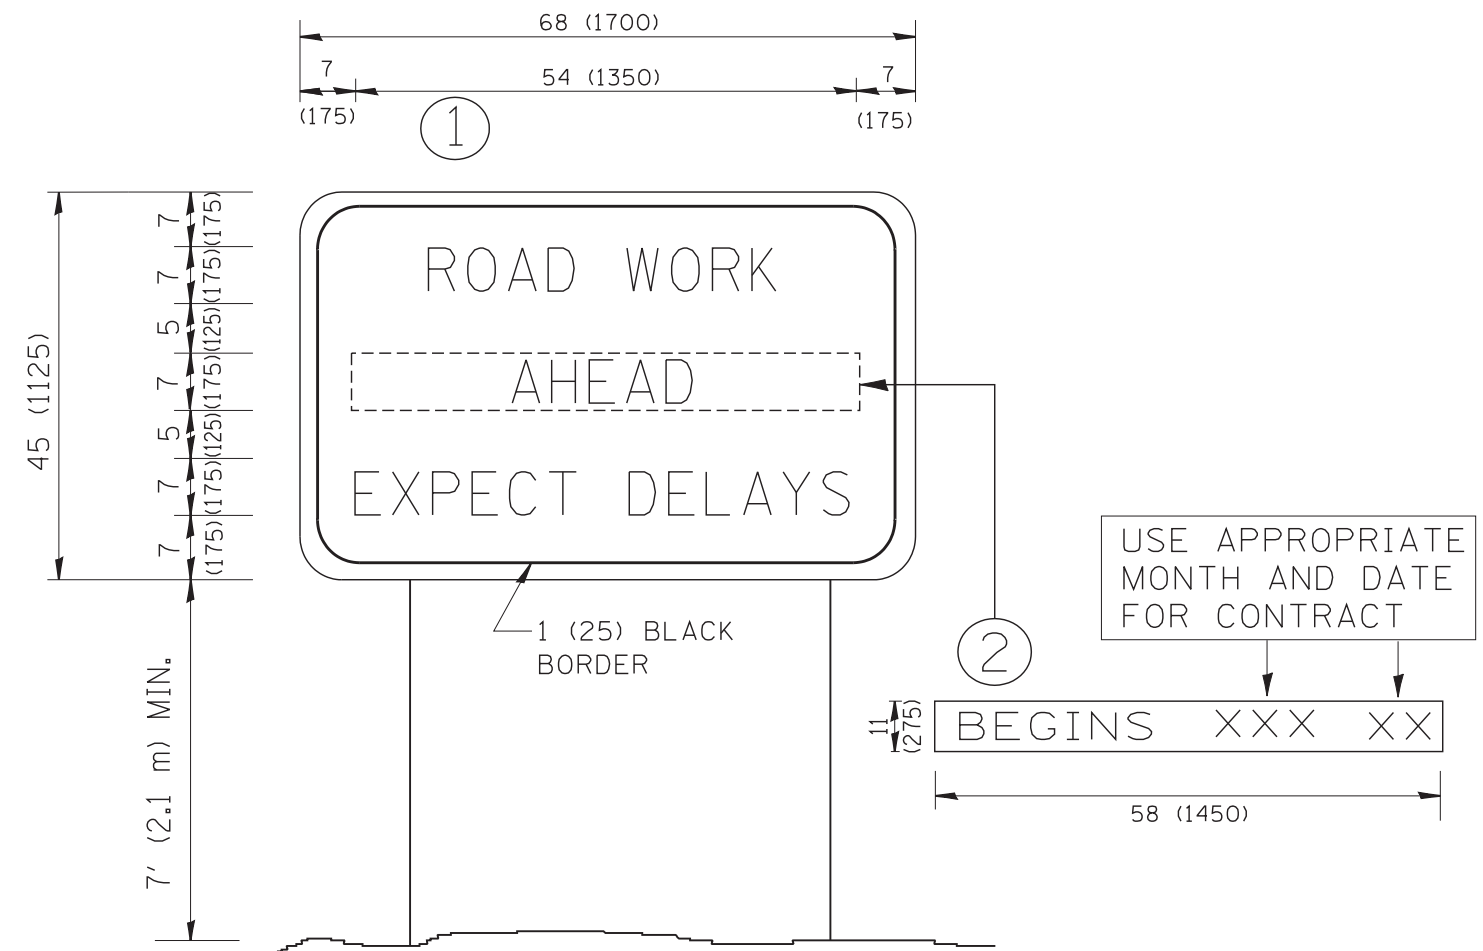 68 (1700)
7
54 (1350)
7
(175)
(175)
1
45 (1125)
7
(175)
7
(175)
5
(125)
7
(175)
5
(125)
7
(175)
7
(175)
ROAD WORK
AHEAD
EXPECT DELAYS
1 (25) BLACK
BORDER
7' (2.1 m) MIN.
2
USE APPROPRIATE
MONTH AND DATE
FOR CONTRACT
11
(275)
BEGINS XXX XX
58 (1450)